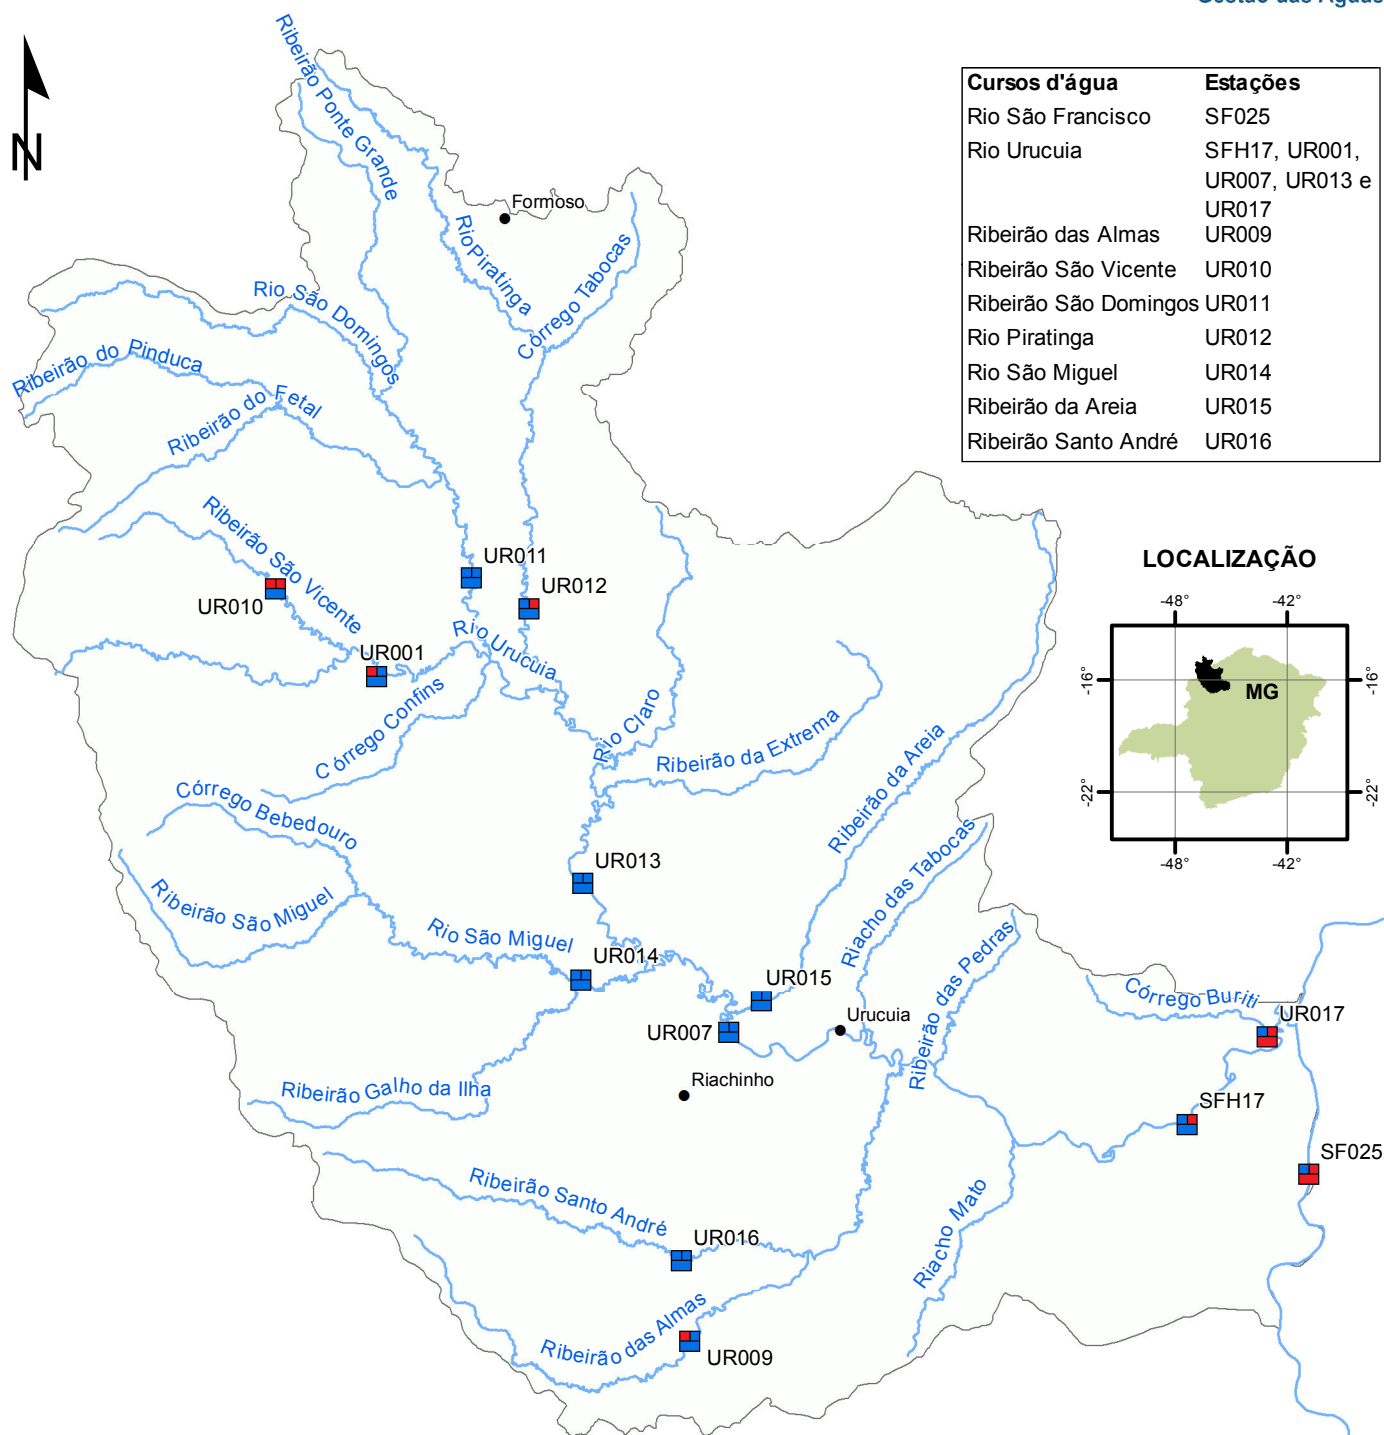 N
Cursos d'água Estações
Rio São Francisco SF025
Rio Urucuia SFH17, UR001,
UR007, UR013 e
UR017
Ribeirão das Almas UR009
Ribeirão São Vicente UR010
Ribeirão São Domingos UR011
Rio Piratinga UR012
Rio São Miguel UR014
Ribeirão da Areia UR015
Ribeirão Santo André UR016
Ribeirão Ponte Grande
Formoso
Rio Piratinga
Córrego Tabocas
Rio São Domingos
Ribeirão do Pinduca
Ribeirão do Fetal
Ribeirão São Vicente
UR011
UR012
UR010
UR001
Rio Urucuia
Córrego Confins
Rio Claro
Ribeirão da Extrema
Ribeirão da Areia
Córrego Bebedouro
Ribeirão São Miguel
UR013
Riacho das Tabocas
Rio São Miguel
UR014
Ribeirão das Pedras
UR015
UR007
Urucuia
Córrego Buriti
UR017
Riachinho
Ribeirão Galho da Ilha
SFH17
SF025
Ribeirão Santo André
UR016
Riacho Mato
Ribeirão das Almas
UR009
LOCALIZAÇÃO
-48° -42°
-16° -16°
MG
-22° -22°
-48° -42°